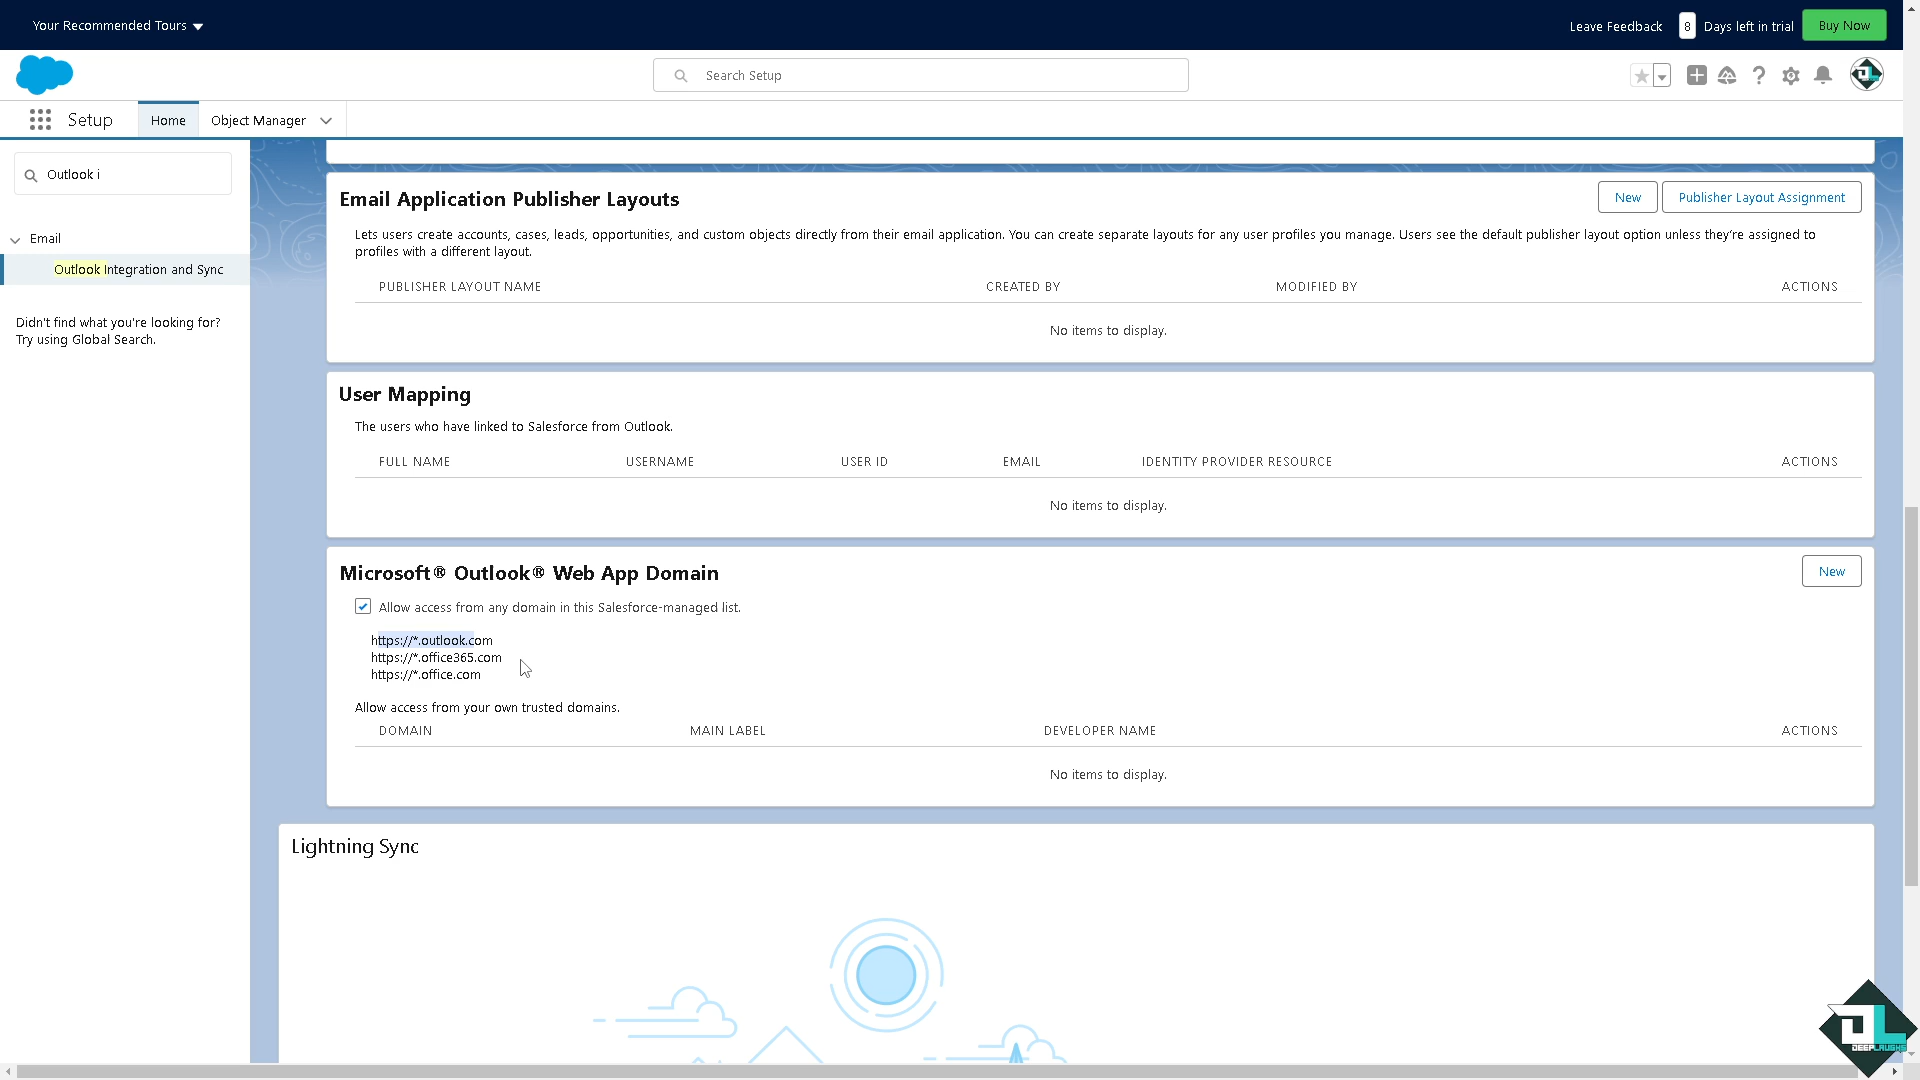 Your Recommended Tours
Leave Feedback 8 Days left in trial Buy Now
Search Setup
Setup Home Object Manager
Outlook i
Email
Outlook Integration and Sync
Didn't find what you're looking for?
Try using Global Search.
Email Application Publisher Layouts
New Publisher Layout Assignment
Lets users create accounts, cases, leads, opportunities, and custom objects directly from their email application. You can create separate layouts for any user profiles you manage. Users see the default publisher layout option unless they're assigned to
profiles with a different layout.
PUBLISHER LAYOUT NAME CREATED BY MODIFIED BY ACTIONS
No items to display.
User Mapping
The users who have linked to Salesforce from Outlook.
FULL NAME USERNAME USER ID EMAIL IDENTITY PROVIDER RESOURCE ACTIONS
No items to display.
Microsoft® Outlook® Web App Domain
New
Allow access from any domain in this Salesforce-managed list.
https://*.outlook.com
https://*.office365.com
https://*.office.com
Allow access from your own trusted domains.
DOMAIN MAIN LABEL DEVELOPER NAME ACTIONS
No items to display.
Lightning Sync
DEEPLAUGHS